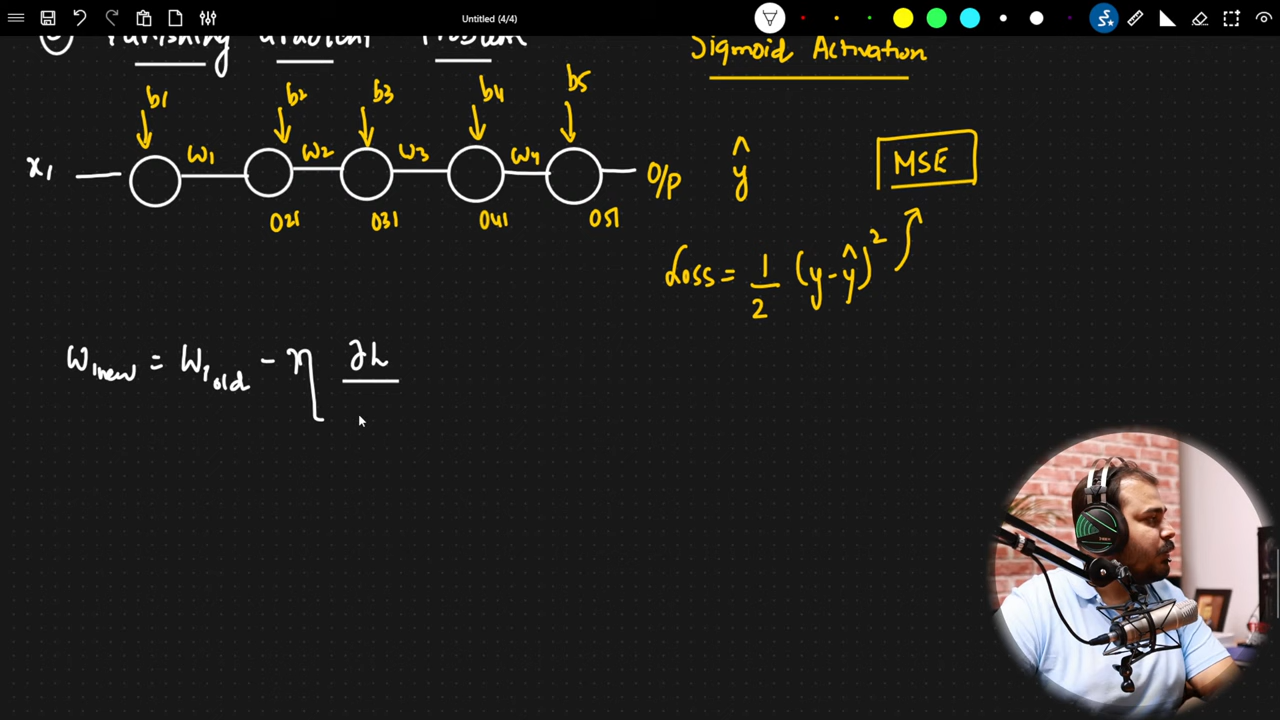 Untitled (4/4)
Vanishing Gradient Problem
Sigmoid Activation
b1 b2 b3 b4 b5
x1 w1 w2 w3 w4 O/P ŷ MSE
O21 O31 O41 O51
Loss = 1/2 (y-ŷ)²
W1new = W1old - η ∂L